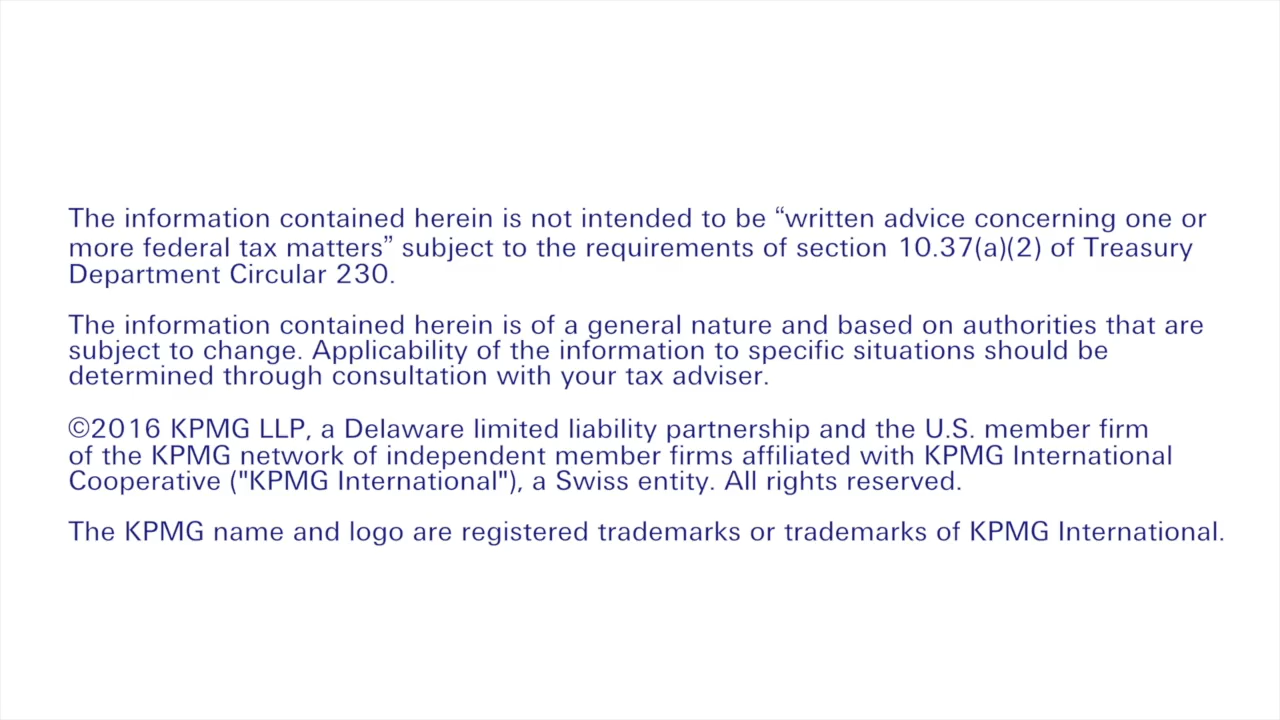 The information contained herein is not intended to be “written advice concerning one or
more federal tax matters” subject to the requirements of section 10.37(a)(2) of Treasury
Department Circular 230.
The information contained herein is of a general nature and based on authorities that are
subject to change. Applicability of the information to specific situations should be
determined through consultation with your tax adviser.
©2016 KPMG LLP, a Delaware limited liability partnership and the U.S. member firm
of the KPMG network of independent member firms affiliated with KPMG International
Cooperative ("KPMG International"), a Swiss entity. All rights reserved.
The KPMG name and logo are registered trademarks or trademarks of KPMG International.